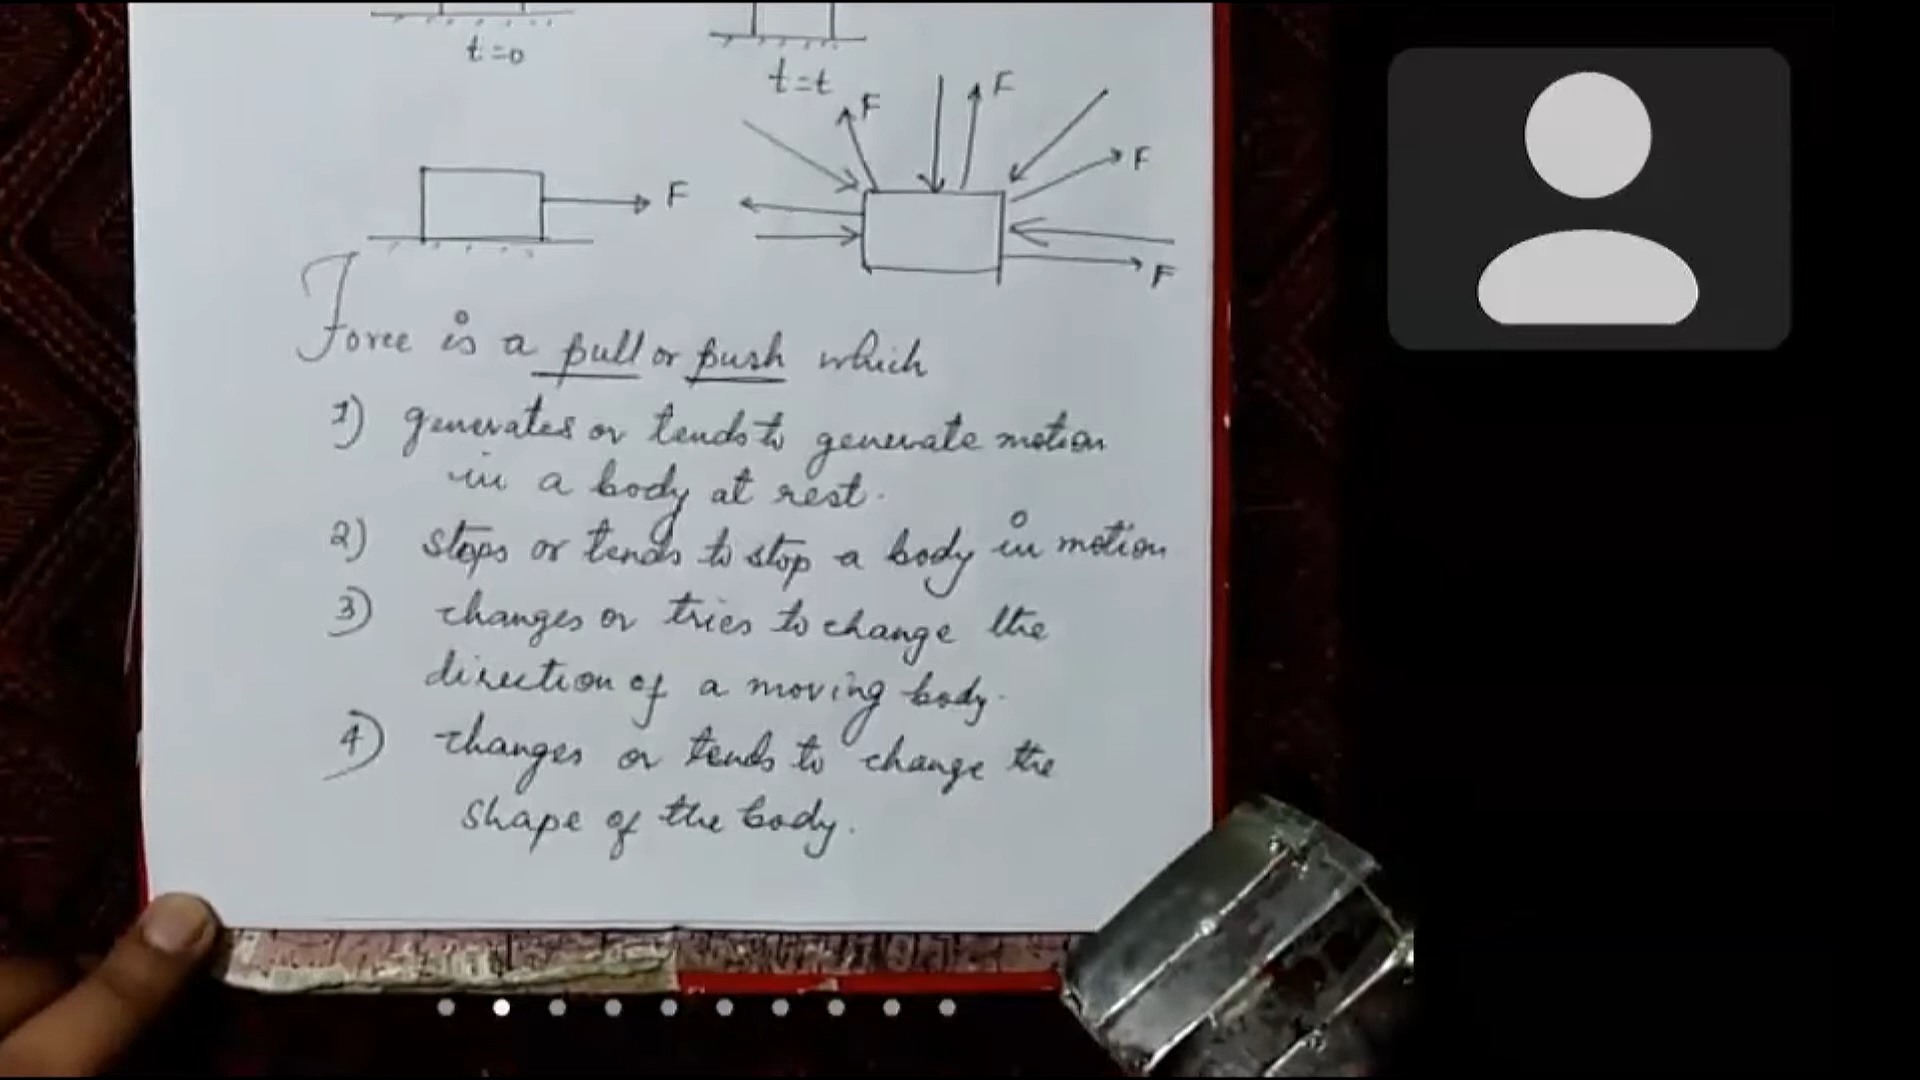 t=0
t=t
F
F
F
F
F
Force is a pull or push which
1) generates or tends to generate motion
in a body at rest.
2) stops or tends to stop a body in motion
3) changes or tries to change the
direction of a moving body.
4) changes or tends to change the
shape of the body.